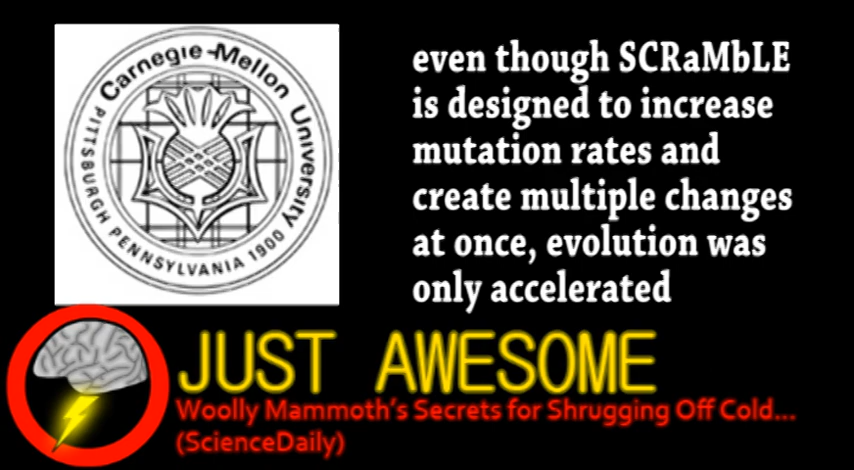 Carnegie-Mellon University
PITTSBURGH PENNSYLVANIA 1900
even though SCRaMbLE
is designed to increase
mutation rates and
create multiple changes
at once, evolution was
only accelerated
JUST AWESOME
Woolly Mammoth's Secrets for Shrugging Off Cold...
(ScienceDaily)